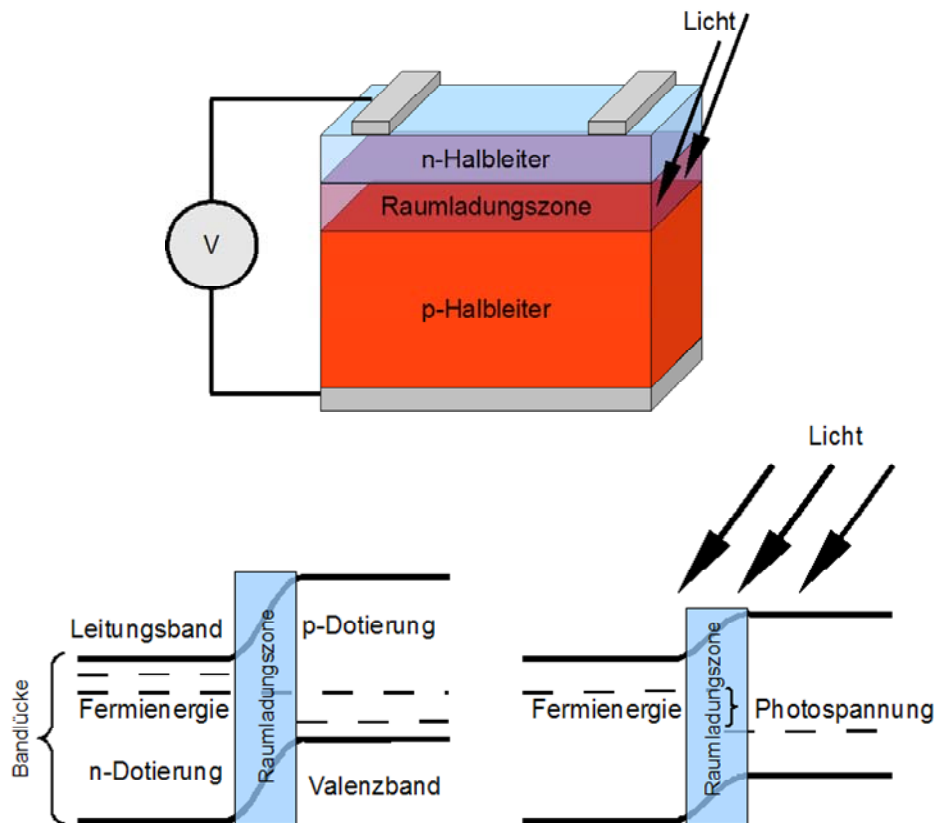 Licht
n-Halbleiter
Raumladungszone
V
p-Halbleiter
Licht
Leitungsband
p-Dotierung
Raumladungszone
Bandlücke
Fermienergie
n-Dotierung
Valenzband
Fermienergie
Raumladungszone
Photospannung